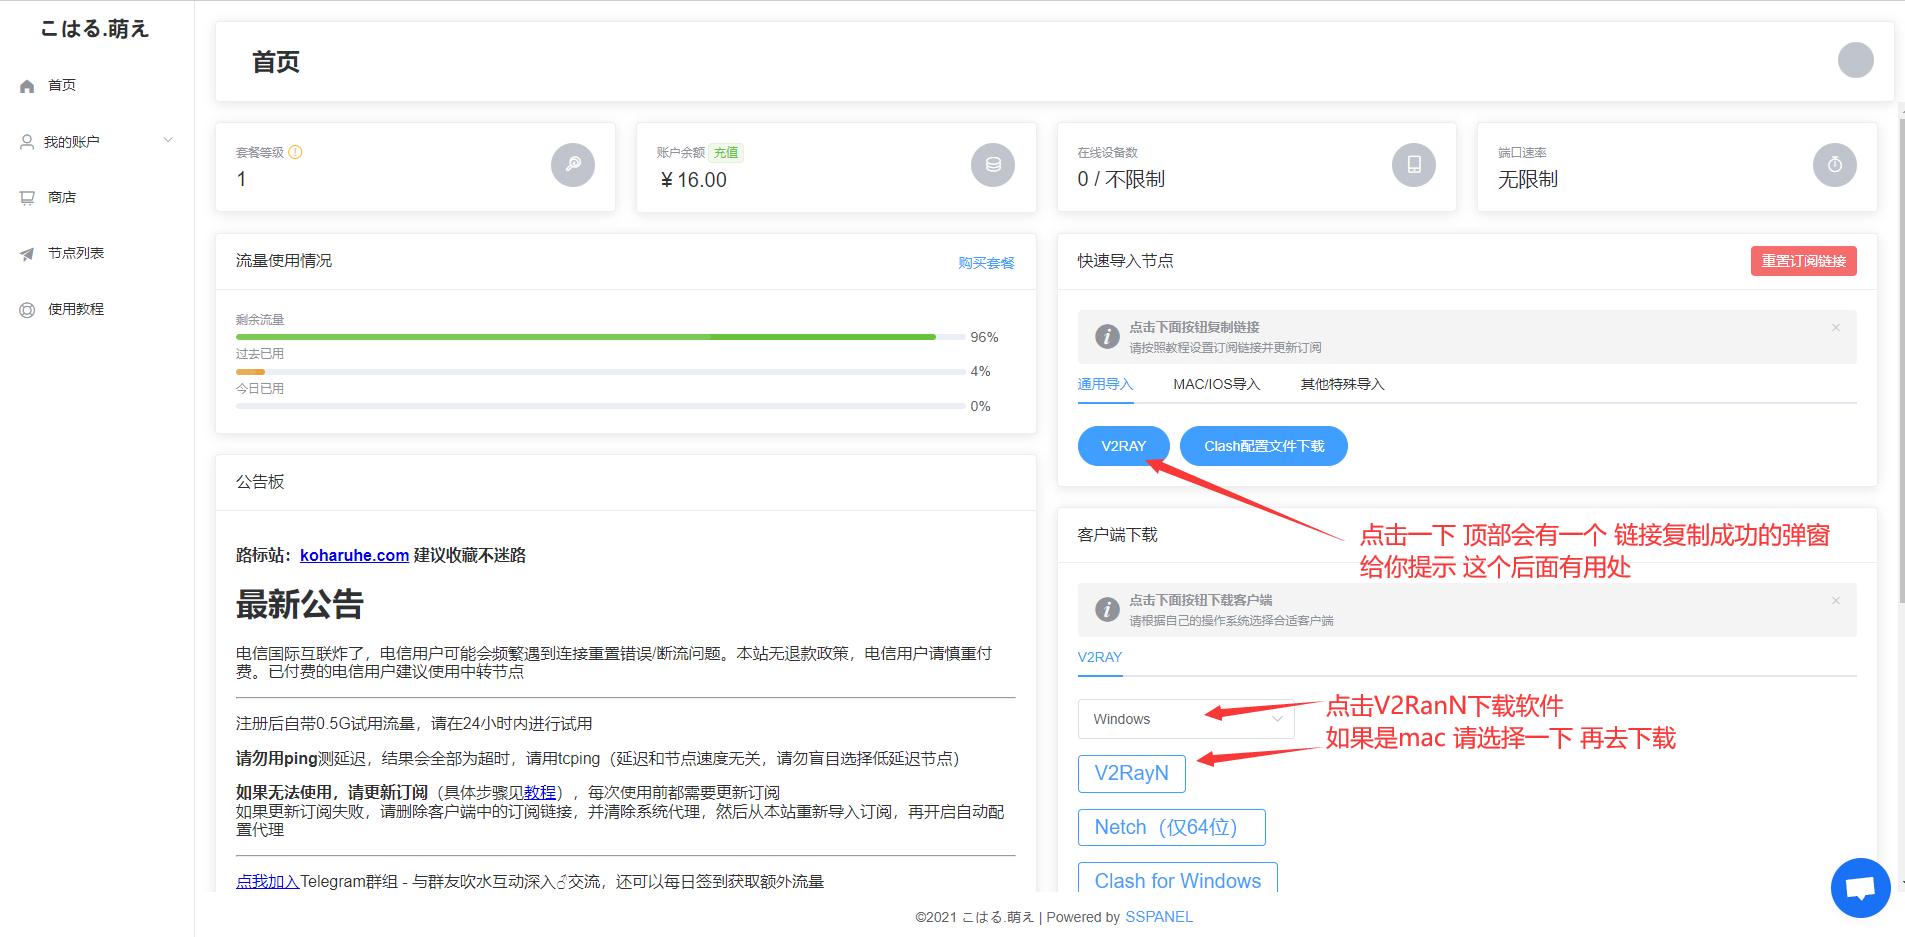 こはる.萌え
首页
我的账户
商店
节点列表
使用教程
首页
套餐等级
1
账户余额 充值
¥ 16.00
在线设备数
0 / 不限制
端口速率
无限制
流量使用情况
购买套餐
剩余流量
96%
过去已用
4%
今日已用
0%
公告板
路标站：koharuhe.com 建议收藏不迷路
最新公告
电信国际互联炸了，电信用户可能会频繁遇到连接重置错误/断流问题。本站无退款政策，电信用户请慎重付
费。已付费的电信用户建议使用中转节点
注册后自带0.5G试用流量，请在24小时内进行试用
请勿用ping测延迟，结果会全部为超时，请用tcping（延迟和节点速度无关，请勿盲目选择低延迟节点）
如果无法使用，请更新订阅（具体步骤见教程），每次使用前都需要更新订阅
如果更新订阅失败，请删除客户端中的订阅链接，并清除系统代理，然后从本站重新导入订阅，再开启自动配
置代理
点我加入Telegram群组 - 与群友吹水互动深入♂交流，还可以每日签到获取额外流量
快速导入节点
重置订阅链接
点击下面按钮复制链接
请按照教程设置订阅链接并更新订阅
通用导入 MAC/IOS导入 其他特殊导入
V2RAY Clash配置文件下载
点击一下 顶部会有一个 链接复制成功的弹窗
给你提示 这个后面有用处
客户端下载
点击下面按钮下载客户端
请根据自己的操作系统选择合适客户端
V2RAY
Windows
点击V2RanN下载软件
如果是mac 请选择一下 再去下载
V2RayN
Netch（仅64位）
Clash for Windows
©2021 こはる.萌え | Powered by SSPANEL